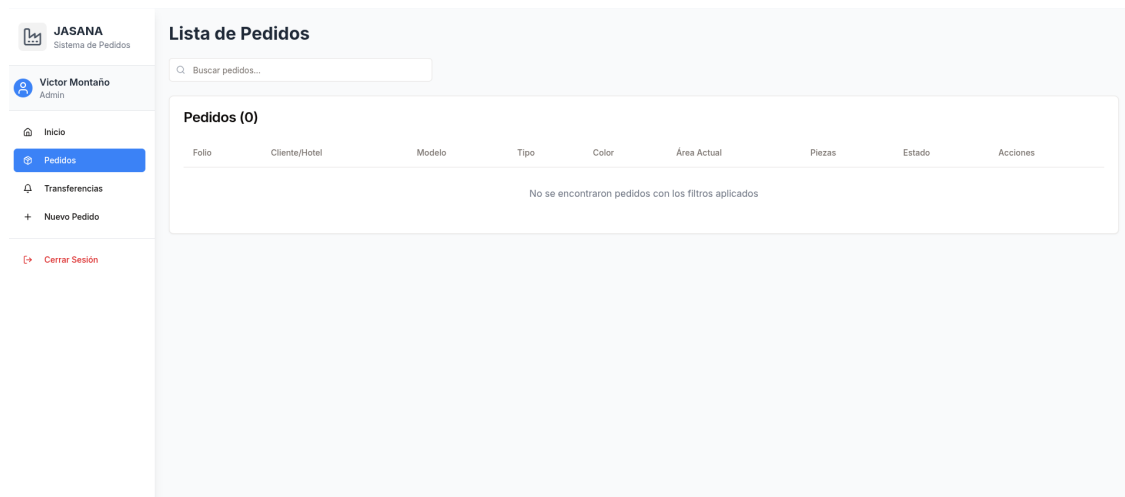 JASANA
Sistema de Pedidos
Victor Montaño
Admin
Inicio
Pedidos
Transferencias
Nuevo Pedido
Cerrar Sesión
Lista de Pedidos
Buscar pedidos...
Pedidos (0)
Folio Cliente/Hotel Modelo Tipo Color Área Actual Piezas Estado Acciones
No se encontraron pedidos con los filtros aplicados